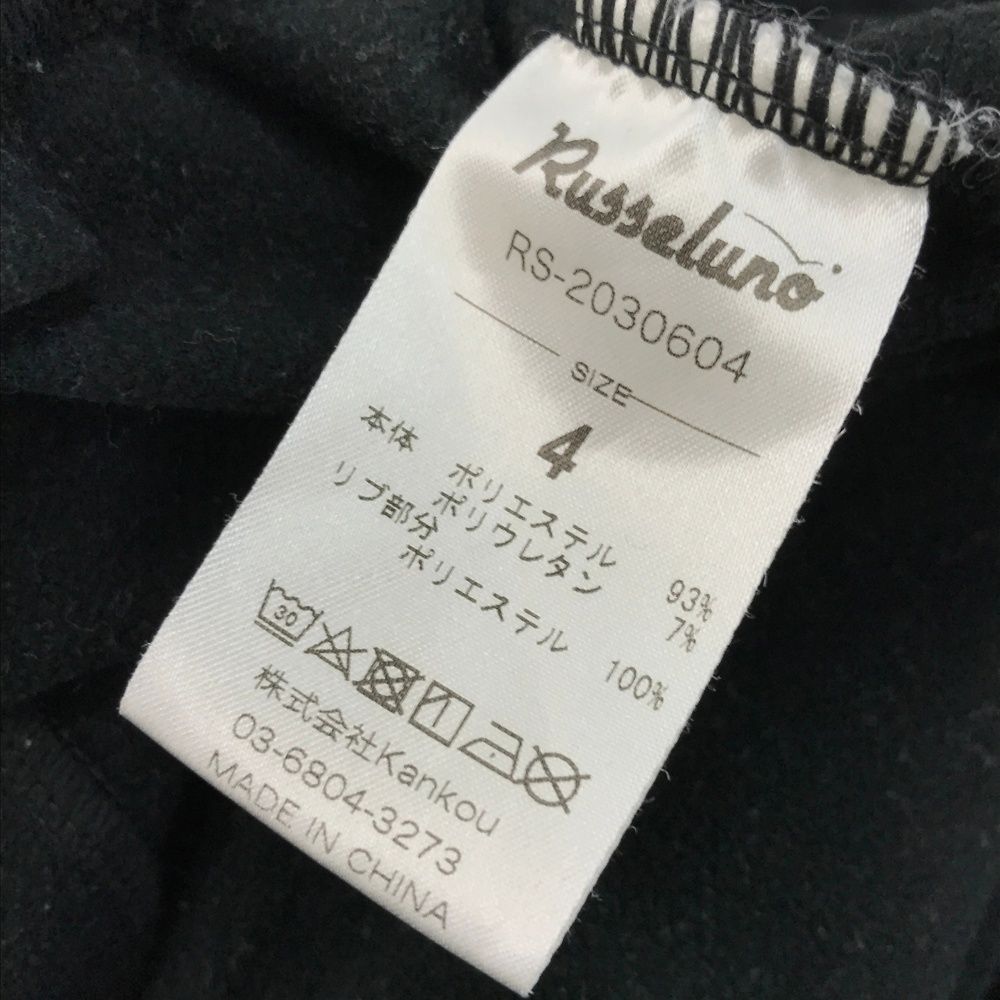 Russeluno
RS-2030604
SIZE
4
本体 ポリエステル 93%
ポリウレタン 7%
リブ部分
ポリエステル 100%
30
株式会社Kankou
03-6804-3273
MADE IN CHINA